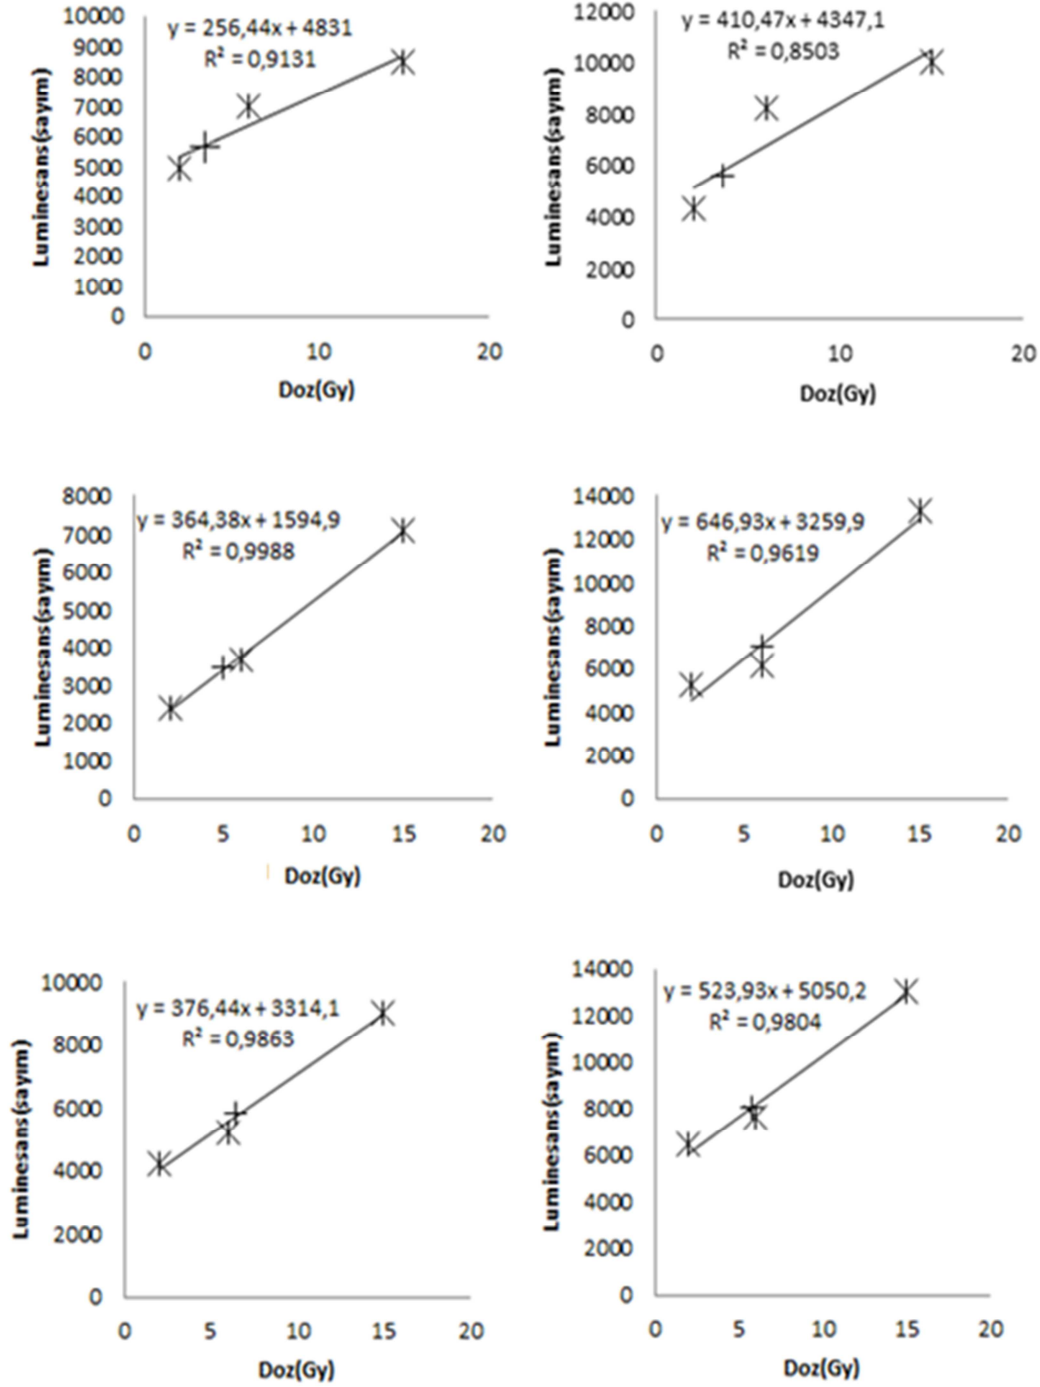 y = 256,44x + 4831
R² = 0,9131
10000
9000
8000
7000
6000
5000
4000
3000
2000
1000
0
Luminesans(sayım)
0 10 20
Doz(Gy)
y = 410,47x + 4347,1
R² = 0,8503
12000
10000
8000
6000
4000
2000
0
Luminesans(sayım)
0 10 20
Doz(Gy)
y = 364,38x + 1594,9
R² = 0,9988
8000
7000
6000
5000
4000
3000
2000
1000
0
Luminesans(sayım)
0 5 10 15 20
Doz(Gy)
y = 646,93x + 3259,9
R² = 0,9619
14000
12000
10000
8000
6000
4000
2000
0
Luminesans(sayım)
0 5 10 15 20
Doz(Gy)
y = 376,44x + 3314,1
R² = 0,9863
10000
8000
6000
4000
2000
0
Luminesans(sayım)
0 5 10 15 20
Doz(Gy)
y = 523,93x + 5050,2
R² = 0,9804
14000
12000
10000
8000
6000
4000
2000
0
Luminesans(sayım)
0 5 10 15 20
Doz(Gy)